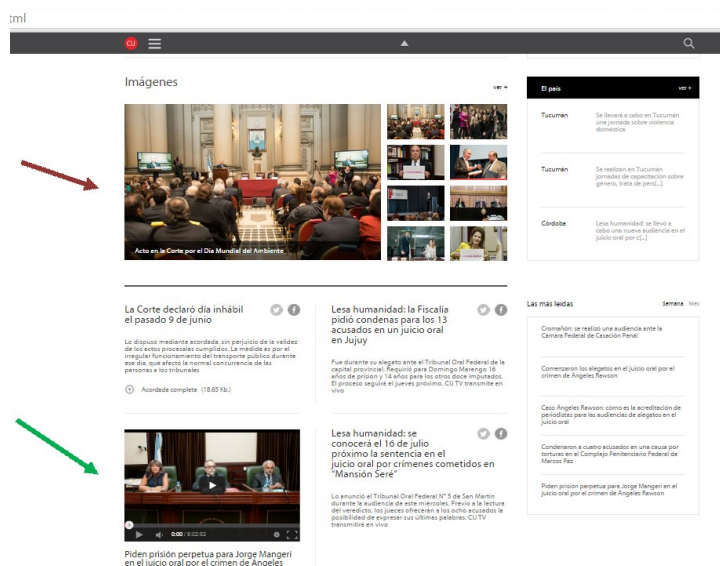 tml
CIJ
Imágenes
ver +
Acto en la Corte por el Día Mundial del Ambiente
El país
ver +
Tucumán
Se llevará a cabo en Tucumán
una jornada sobre violencia
doméstica
Tucumán
Se realizan en Tucumán
jornadas de capacitación sobre
género, trata de pers[...]
Córdoba
Lesa humanidad: se llevó a
cabo una nueva audiencia en el
juicio oral por c[...]
La Corte declaró día inhábil
el pasado 9 de junio
Lo dispuso mediante acordada, sin perjuicio de la validez
de los actos procesales cumplidos. La medida es por el
irregular funcionamiento del transporte público durante
ese día, que afectó la normal concurrencia de las
personas a los tribunales
Acordada completa (18.65 Kb.)
Lesa humanidad: la Fiscalía
pidió condenas para los 13
acusados en un juicio oral
en Jujuy
Fue durante su alegato ante el Tribunal Oral Federal de la
capital provincial. Requirió para Domingo Marengo 16
años de prisión y 14 años para los otros doce imputados.
El proceso seguirá el jueves próximo. CIJ TV transmite en
vivo
Las más leídas
Semana Mes
Cromañón: se realizó una audiencia ante la
Cámara Federal de Casación Penal
Comenzaron los alegatos en el juicio oral por el
crimen de Ángeles Rawson
Caso Ángeles Rawson: cómo es la acreditación de
periodistas para las audiencias de alegatos en el
juicio oral
Condenaron a cuatro acusados en una causa por
torturas en el Complejo Penitenciario Federal de
Marcos Paz
Piden prisión perpetua para Jorge Mangeri en el
juicio oral por el crimen de Ángeles Rawson
0:00 / 8:02:02
Piden prisión perpetua para Jorge Mangeri
en el juicio oral por el crimen de Ángeles
Lesa humanidad: se
conocerá el 16 de julio
próximo la sentencia en el
juicio oral por crímenes cometidos en
"Mansión Seré"
Lo anunció el Tribunal Oral Federal N° 5 de San Martín
durante la audiencia de este miércoles. Previo a la lectura
del veredicto, los jueces ofrecerán a los ocho acusados la
posibilidad de expresar sus últimas palabras. CIJ TV
transmitirá en vivo